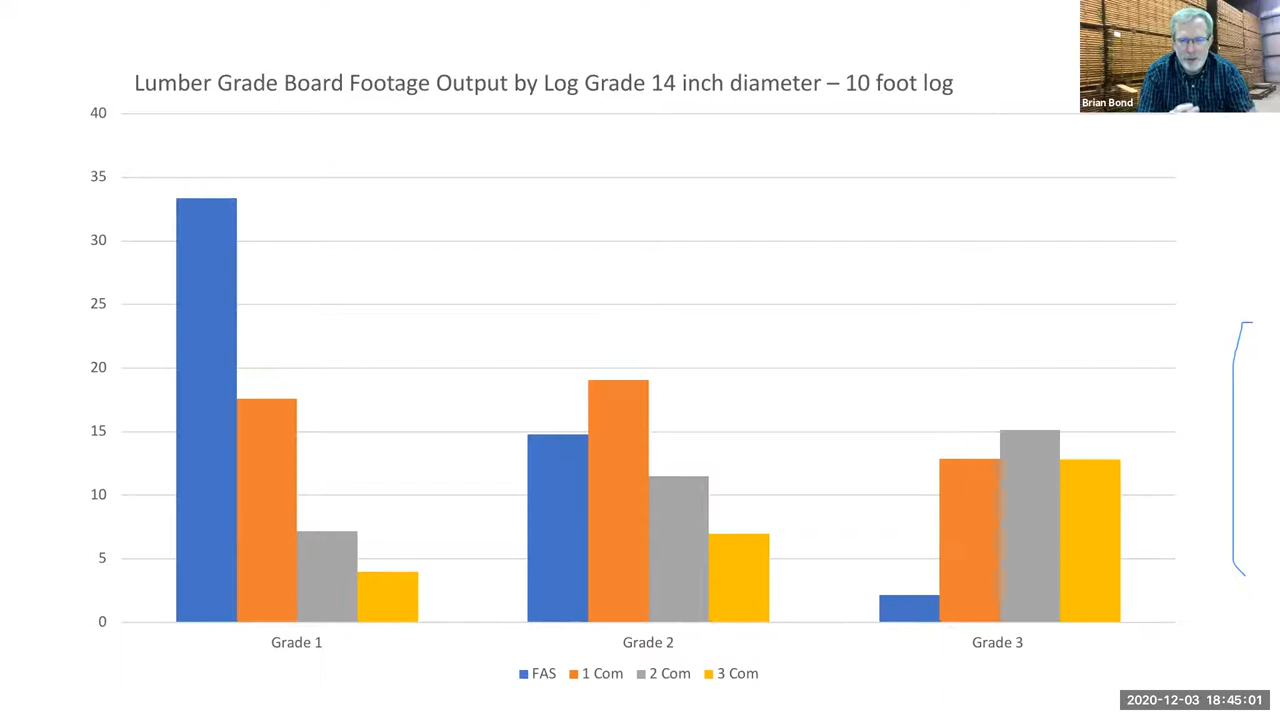 Brian Bond
Lumber Grade Board Footage Output by Log Grade 14 inch diameter – 10 foot log
40
35
30
25
20
15
10
5
0
Grade 1 Grade 2 Grade 3
FAS 1 Com 2 Com 3 Com
2020-12-03 18:45:01